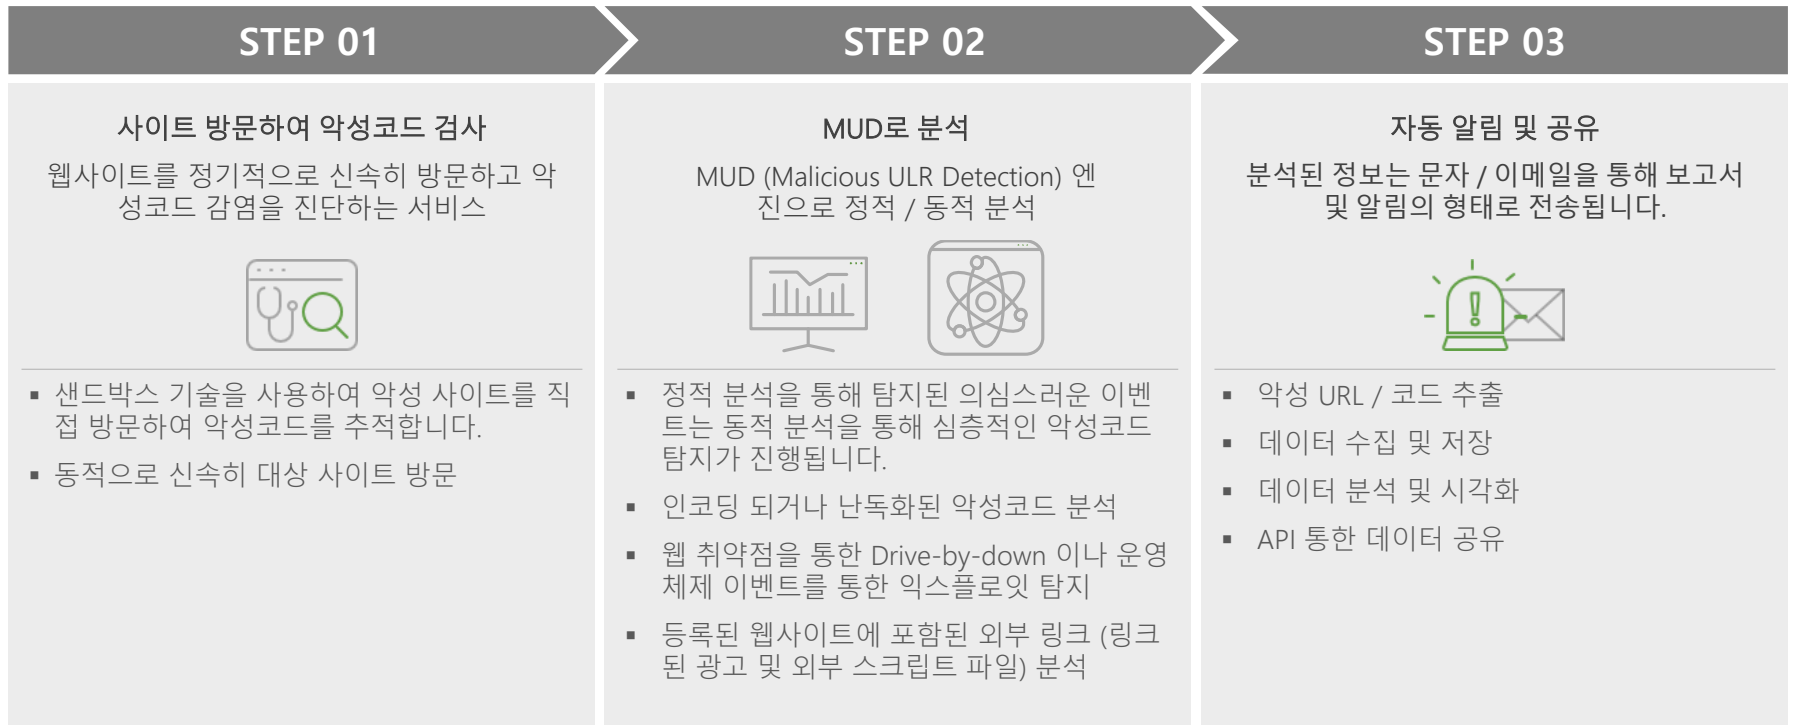 STEP 01
사이트 방문하여 악성코드 검사
웹사이트를 정기적으로 신속히 방문하고 악
성코드 감염을 진단하는 서비스
▪ 샌드박스 기술을 사용하여 악성 사이트를 직
접 방문하여 악성코드를 추적합니다.
▪ 동적으로 신속히 대상 사이트 방문
STEP 02
MUD로 분석
MUD (Malicious ULR Detection) 엔
진으로 정적 / 동적 분석
▪ 정적 분석을 통해 탐지된 의심스러운 이벤
트는 동적 분석을 통해 심층적인 악성코드
탐지가 진행됩니다.
▪ 인코딩 되거나 난독화된 악성코드 분석
▪ 웹 취약점을 통한 Drive-by-down 이나 운영
체제 이벤트를 통한 익스플로잇 탐지
▪ 등록된 웹사이트에 포함된 외부 링크 (링크
된 광고 및 외부 스크립트 파일) 분석
STEP 03
자동 알림 및 공유
분석된 정보는 문자 / 이메일을 통해 보고서
및 알림의 형태로 전송됩니다.
▪ 악성 URL / 코드 추출
▪ 데이터 수집 및 저장
▪ 데이터 분석 및 시각화
▪ API 통한 데이터 공유